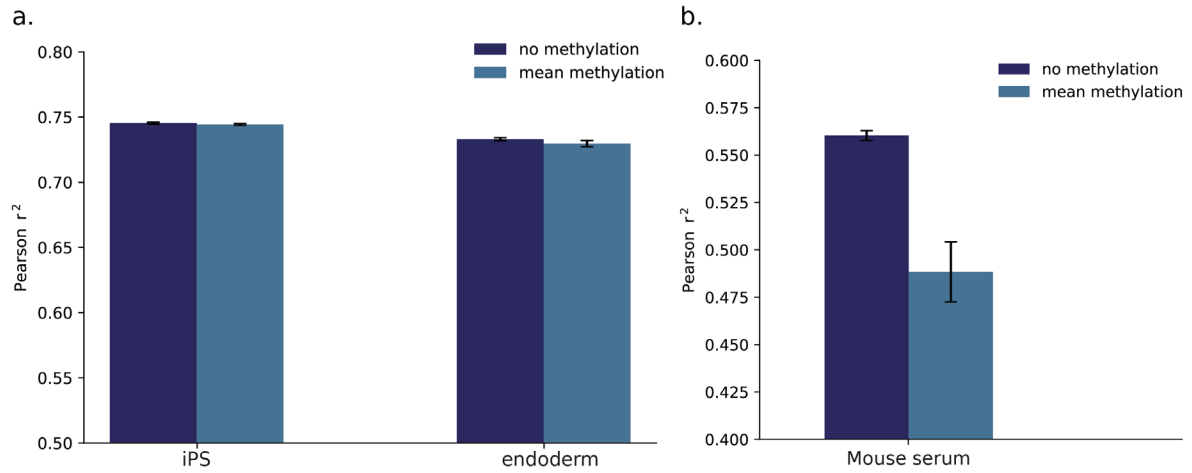 a.
no methylation
mean methylation
Pearson r²
0.80
0.75
0.70
0.65
0.60
0.55
0.50
iPS
endoderm
b.
no methylation
mean methylation
Pearson r²
0.600
0.575
0.550
0.525
0.500
0.475
0.450
0.425
0.400
Mouse serum